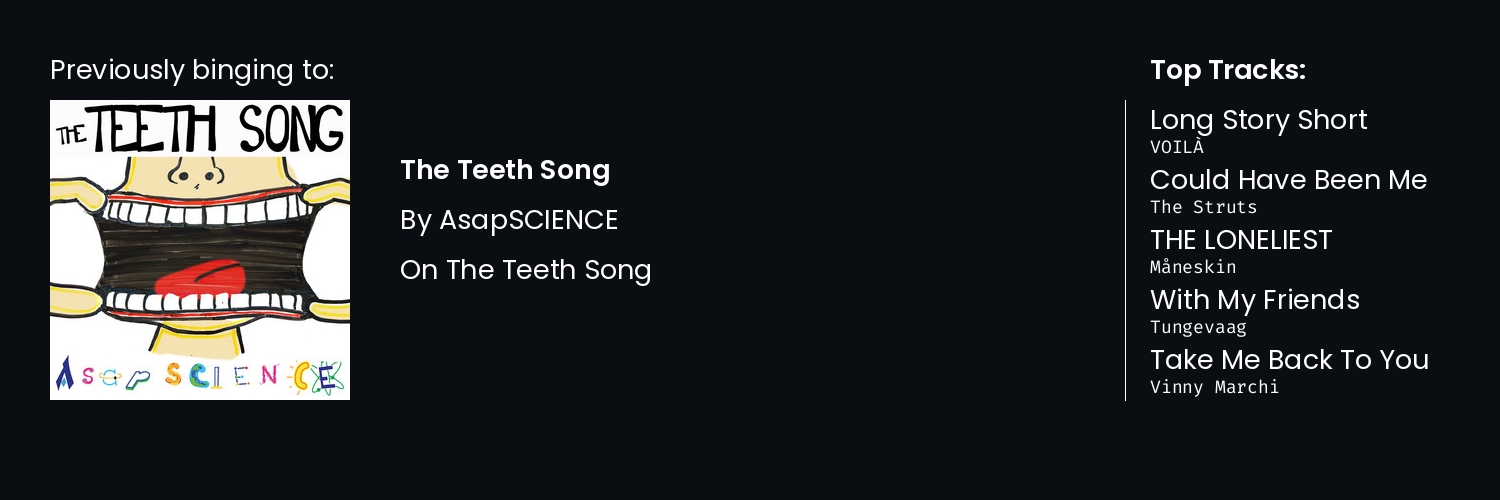 Previously binging to:
THE TEETH SONG
AsapSCIENCE
The Teeth Song
By AsapSCIENCE
On The Teeth Song
Top Tracks:
Long Story Short
VOILÀ
Could Have Been Me
The Struts
THE LONELIEST
Måneskin
With My Friends
Tungevaag
Take Me Back To You
Vinny Marchi